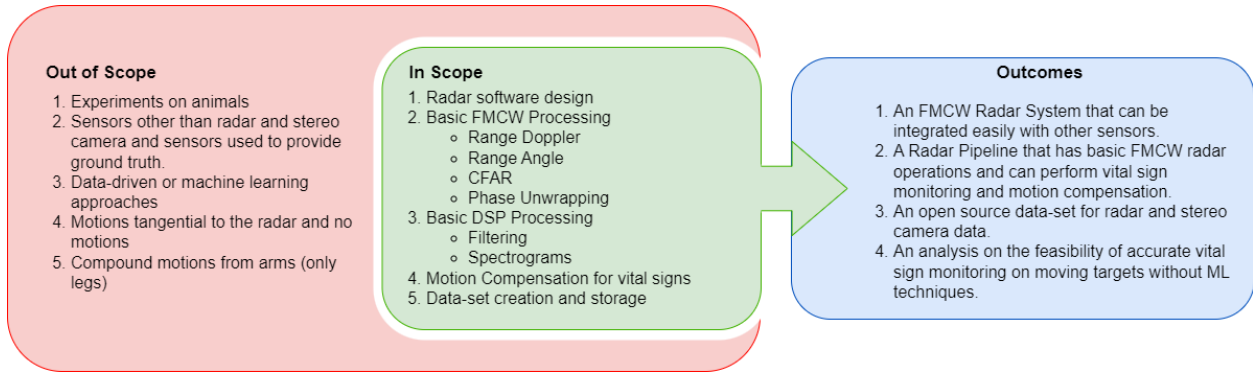 Out of Scope
1. Experiments on animals
2. Sensors other than radar and stereo
camera and sensors used to provide
ground truth.
3. Data-driven or machine learning
approaches
4. Motions tangential to the radar and no
motions
5. Compound motions from arms (only
legs)
In Scope
1. Radar software design
2. Basic FMCW Processing
○ Range Doppler
○ Range Angle
○ CFAR
○ Phase Unwrapping
3. Basic DSP Processing
○ Filtering
○ Spectrograms
4. Motion Compensation for vital signs
5. Data-set creation and storage
Outcomes
1. An FMCW Radar System that can be
integrated easily with other sensors.
2. A Radar Pipeline that has basic FMCW radar
operations and can perform vital sign
monitoring and motion compensation.
3. An open source data-set for radar and stereo
camera data.
4. An analysis on the feasibility of accurate vital
sign monitoring on moving targets without ML
techniques.